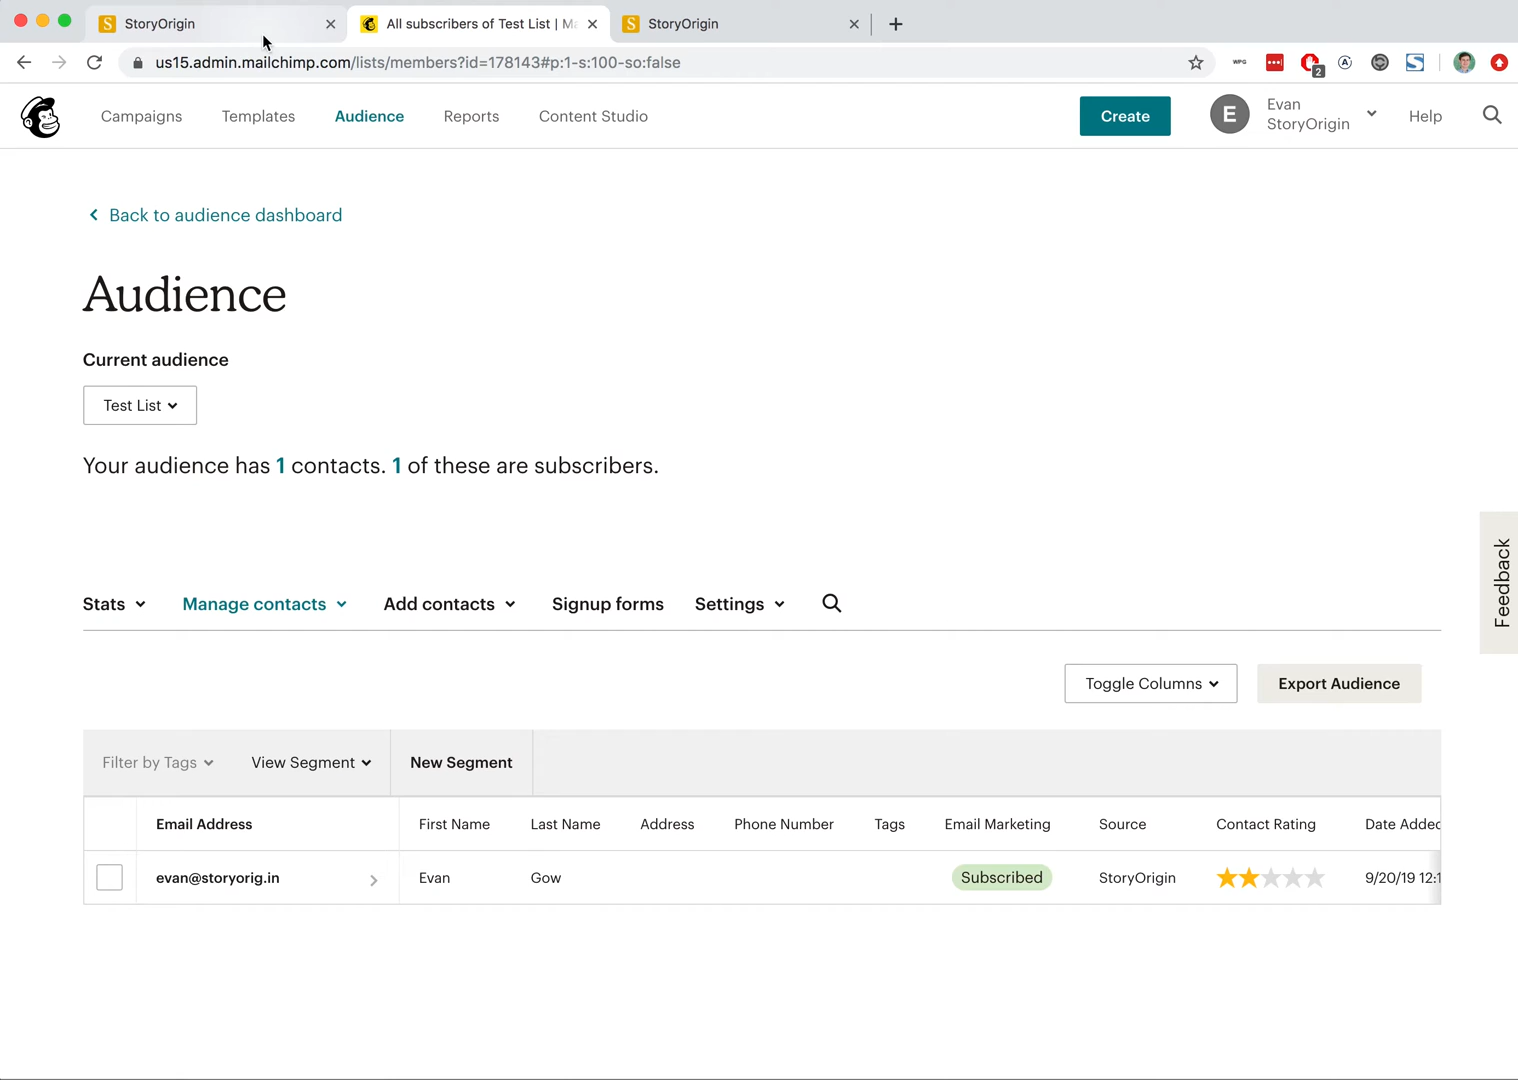 StoryOrigin
All subscribers of Test List | Ma
StoryOrigin
us15.admin.mailchimp.com/lists/members?id=178143#p:1-s:100-so:false
WPG
2
A
S
Campaigns
Templates
Audience
Reports
Content Studio
Create
E
Evan
StoryOrigin
Help
Back to audience dashboard
Audience
Current audience
Test List
Your audience has 1 contacts. 1 of these are subscribers.
Feedback
Stats
Manage contacts
Add contacts
Signup forms
Settings
Toggle Columns
Export Audience
Filter by Tags
View Segment
New Segment
Email Address First Name Last Name Address Phone Number Tags Email Marketing Source Contact Rating Date Added
evan@storyorig.in Evan Gow Subscribed StoryOrigin 9/20/19 12:1